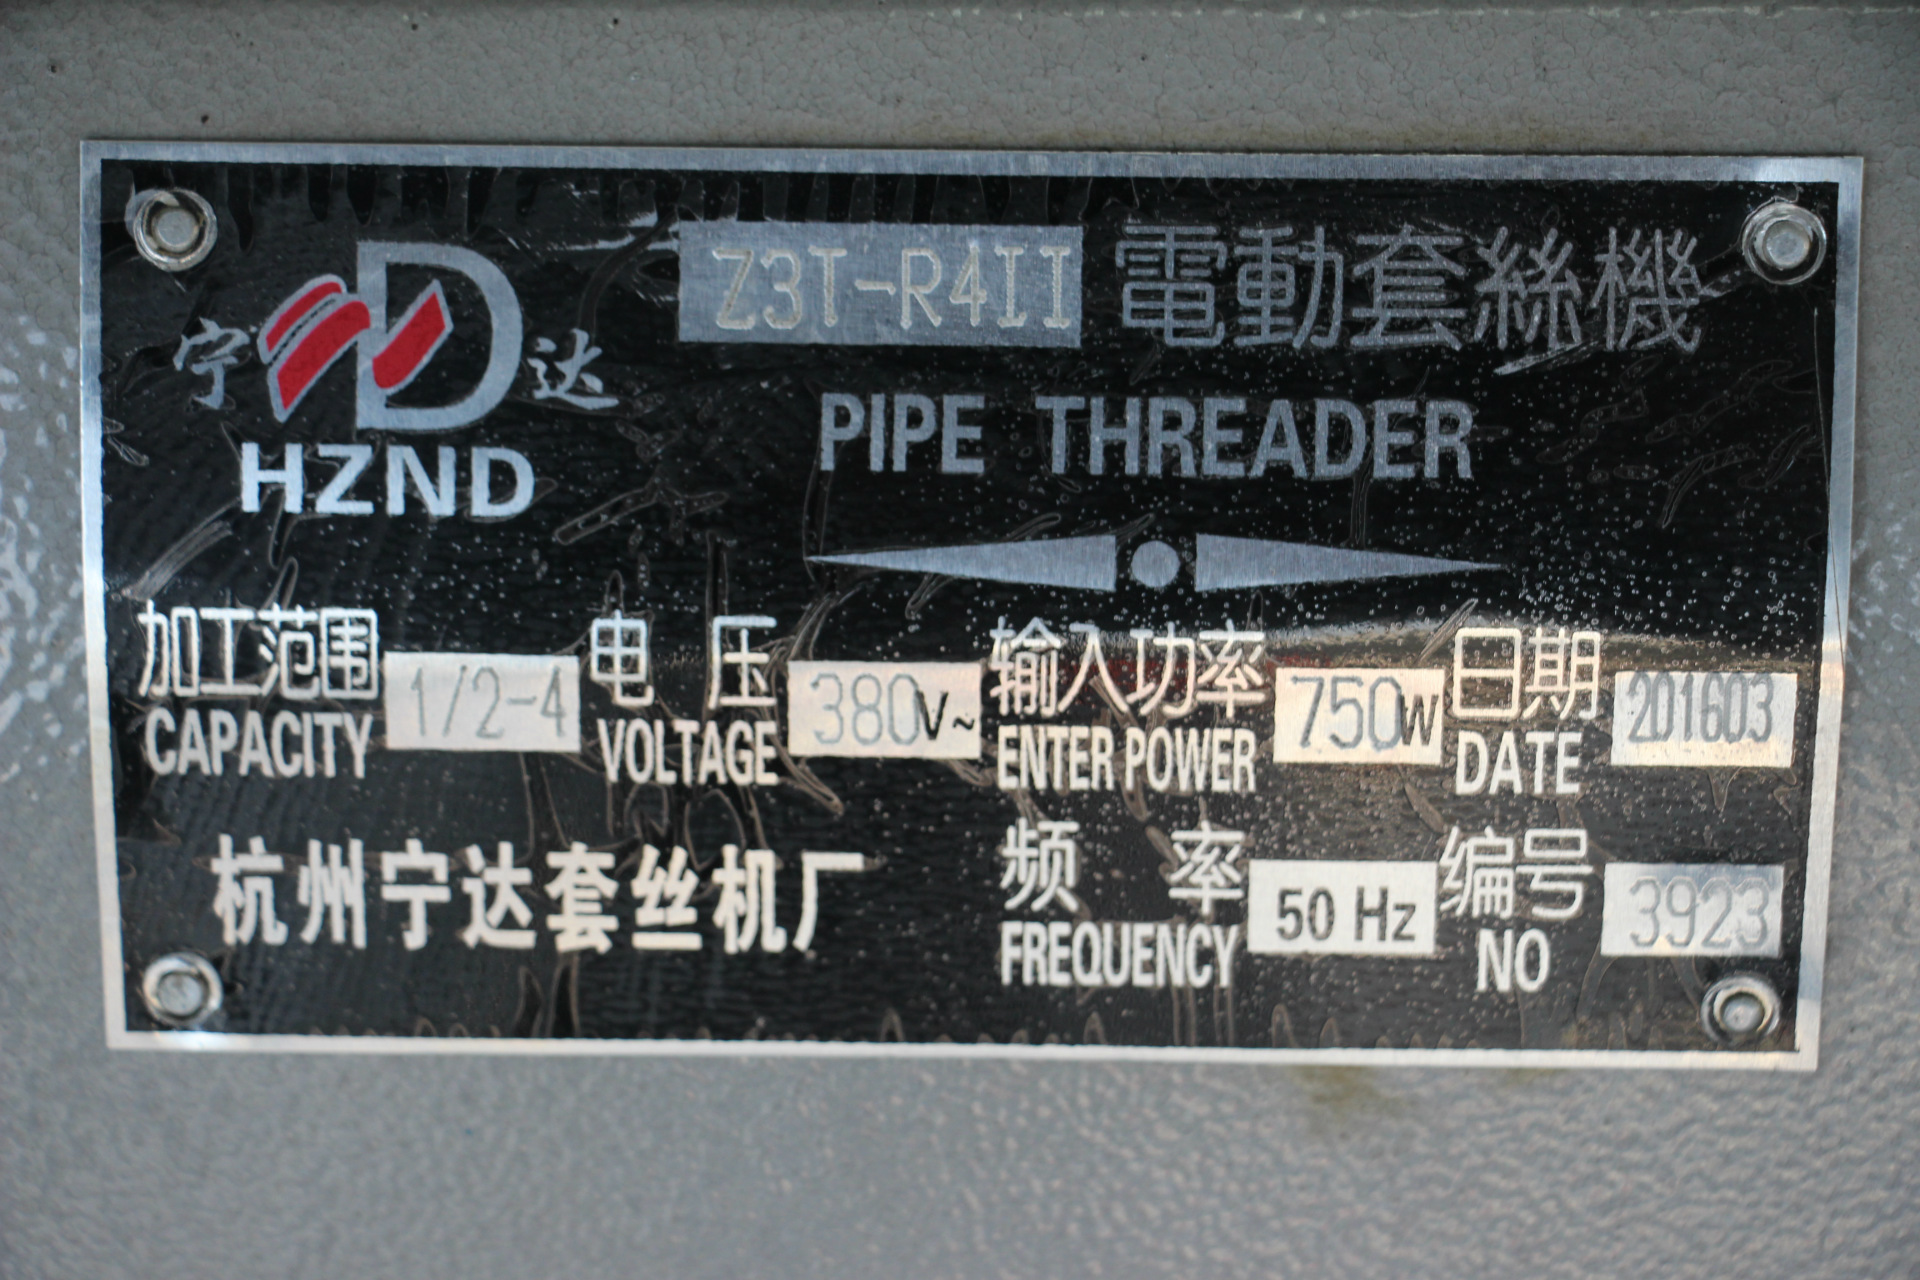 宁 达
HZND
Z3T-R4II 電動套絲機
PIPE THREADER
加工范围 1/2-4 电压 380V~ 输入功率 750W 日期 201603
CAPACITY VOLTAGE ENTER POWER DATE
杭州宁达套丝机厂 频率 50 Hz 编号 3923
FREQUENCY NO